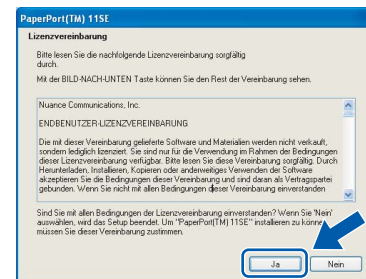 PaperPort(TM) 11SE
Lizenzvereinbarung
Bitte lesen Sie die nachfolgende Lizenzvereinbarung sorgfältig
durch.
Mit der BILD-NACH-UNTEN Taste können Sie den Rest der Vereinbarung sehen.
Nuance Communications, Inc.
ENDBENUTZER-LIZENZVEREINBARUNG
Die mit dieser Vereinbarung gelieferte Software und Materialien werden nicht verkauft,
sondern lediglich lizenziert. Sie sind nur für die Verwendung im Rahmen der Bedingungen
dieser Lizenzvereinbarung verfügbar. Bitte lesen Sie diese Vereinbarung sorgfältig. Durch
Herunterladen, Installieren, Kopieren oder anderweitiges Verwenden der Software
akzeptieren Sie die Bedingungen dieser Vereinbarung und sind daran als Vertragspartei
gebunden. Wenn Sie nicht mit allen Bedingungen dieser Vereinbarung einverstanden
Sind Sie mit allen Bedingungen der Lizenzvereinbarung einverstanden? Wenn Sie 'Nein'
auswählen, wird das Setup beendet. Um "PaperPort(TM) 11SE" installieren zu können,
müssen Sie dieser Vereinbarung zustimmen.
Ja
Nein